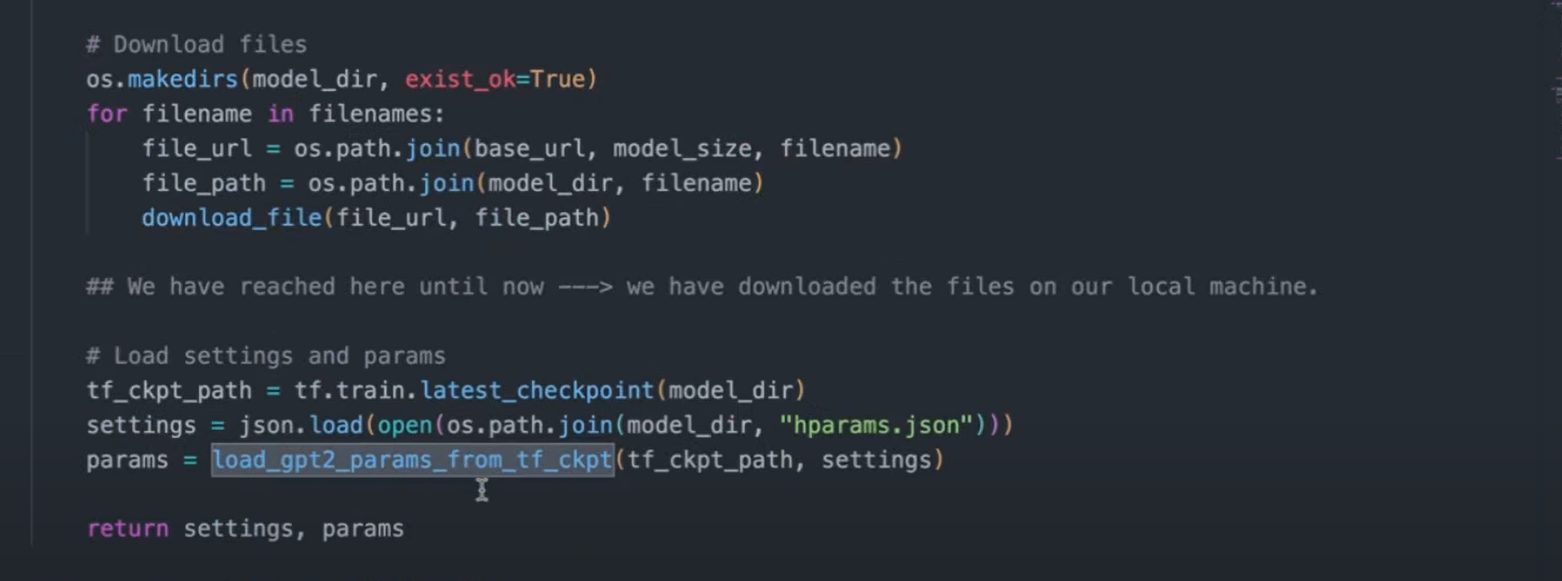 # Download files
os.makedirs(model_dir, exist_ok=True)
for filename in filenames:
    file_url = os.path.join(base_url, model_size, filename)
    file_path = os.path.join(model_dir, filename)
    download_file(file_url, file_path)
## We have reached here until now ---> we have downloaded the files on our local machine.
# Load settings and params
tf_ckpt_path = tf.train.latest_checkpoint(model_dir)
settings = json.load(open(os.path.join(model_dir, "hparams.json")))
params = load_gpt2_params_from_tf_ckpt(tf_ckpt_path, settings)
return settings, params